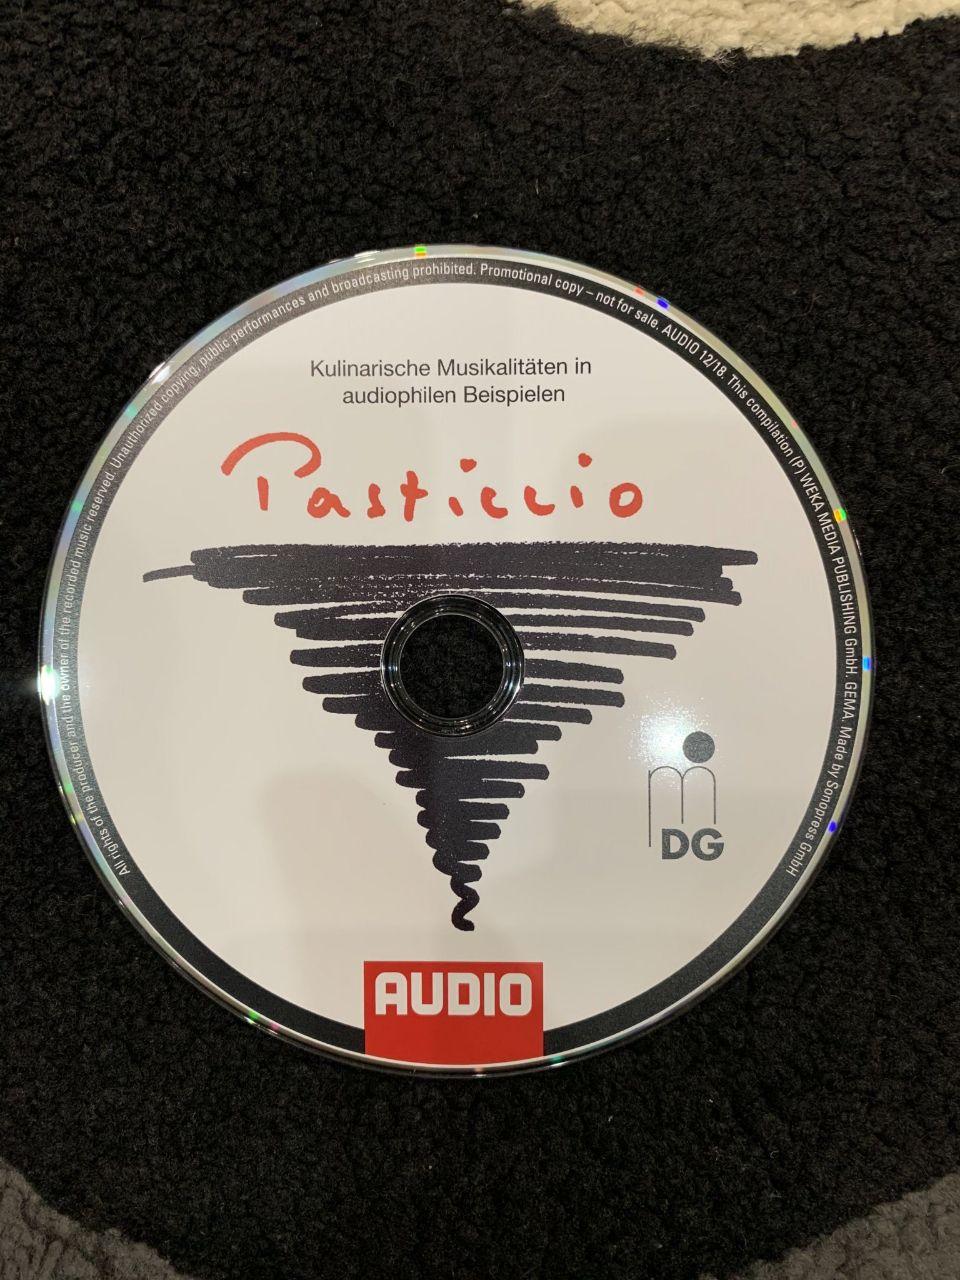 All rights of the producer and the owner of the recorded music reserved. Unauthorized copying, public performances and broadcasting prohibited. Promotional copy – not for sale. AUDIO 12/18. This compilation (P) WEKA MEDIA PUBLISHING GmbH. GEMA. Made by Sonopress GmbH
Kulinarische Musikalitäten in
audiophilen Beispielen
Pasticcio
m
DG
AUDIO